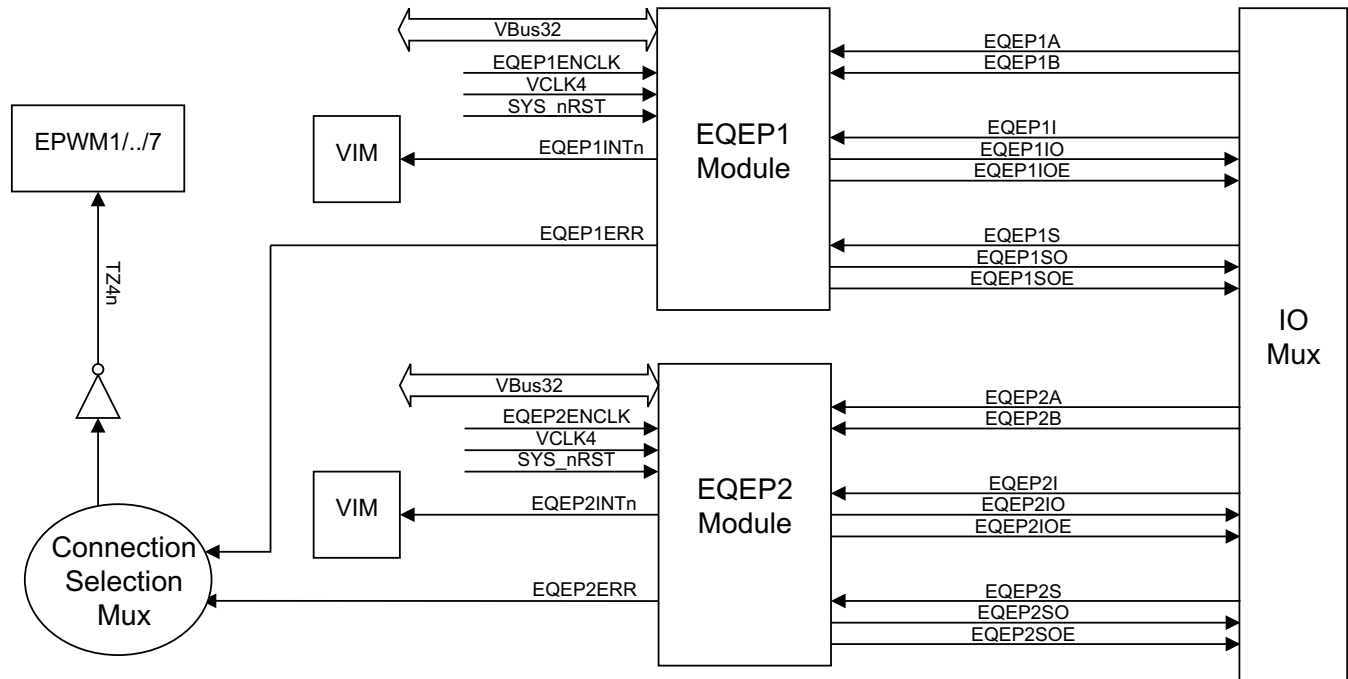 VBus32
EQEP1ENCLK
VCLK4
SYS_nRST
EQEP1
Module
EQEP1A
EQEP1B
EPWM1/../7
VIM
EQEP1INTn
EQEP1I
EQEP1IO
EQEP1IOE
EQEP1ERR
EQEP1S
EQEP1SO
EQEP1SOE
TZ4n
IO
Mux
VBus32
EQEP2ENCLK
VCLK4
SYS_nRST
EQEP2
Module
EQEP2A
EQEP2B
VIM
EQEP2INTn
EQEP2I
EQEP2IO
EQEP2IOE
Connection
Selection
Mux
EQEP2ERR
EQEP2S
EQEP2SO
EQEP2SOE